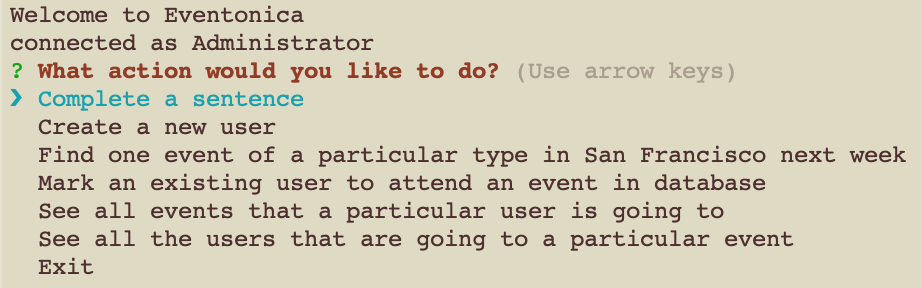 Welcome to Eventonica
connected as Administrator
? What action would you like to do? (Use arrow keys)
❯ Complete a sentence
Create a new user
Find one event of a particular type in San Francisco next week
Mark an existing user to attend an event in database
See all events that a particular user is going to
See all the users that are going to a particular event
Exit